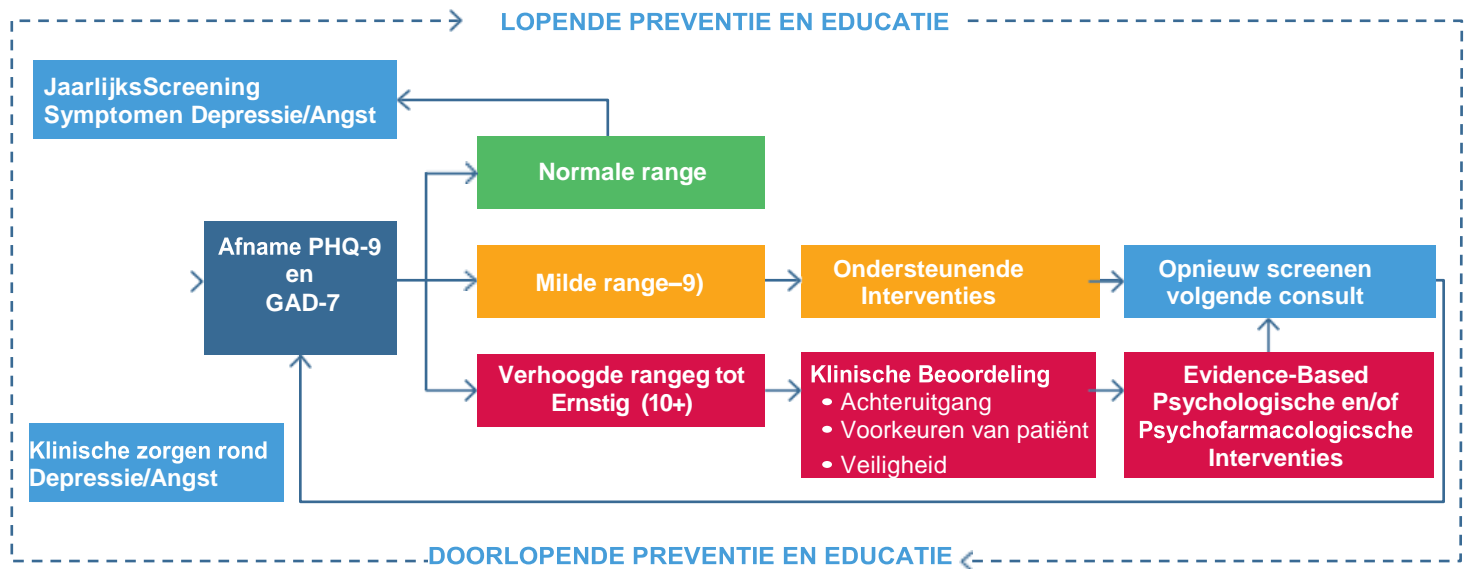 LOPENDE PREVENTIE EN EDUCATIE
JaarlijksScreening
Symptomen Depressie/Angst
Normale range
Afname PHQ-9
en
GAD-7
Milde range–9)
Ondersteunende
Interventies
Opnieuw screenen
volgende consult
Verhoogde rangeg tot
Ernstig (10+)
Klinische Beoordeling
• Achteruitgang
• Voorkeuren van patiënt
• Veiligheid
Evidence-Based
Psychologische en/of
Psychofarmacologicsche
Interventies
Klinische zorgen rond
Depressie/Angst
DOORLOPENDE PREVENTIE EN EDUCATIE